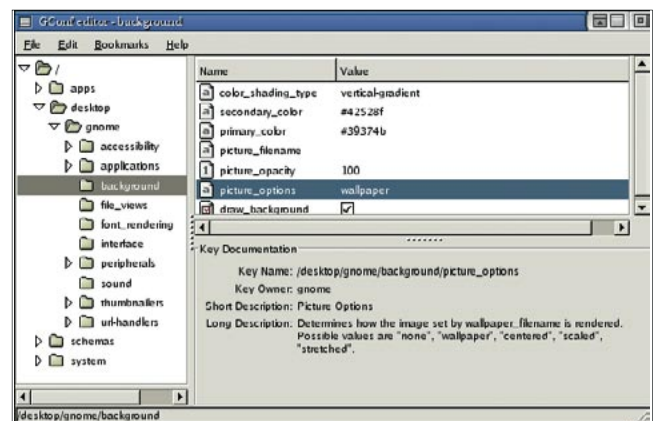 GConf editor - background
File Edit Bookmarks Help
/
apps
desktop
gnome
accessibility
applications
background
file_views
font_rendering
interface
peripherals
sound
thumbnailers
url-handlers
schemas
system
Name Value
color_shading_type vertical-gradient
secondary_color #42528f
primary_color #39374b
picture_filename
picture_opacity 100
picture_options wallpaper
draw_background
Key Documentation
Key Name: /desktop/gnome/background/picture_options
Key Owner: gnome
Short Description: Picture Options
Long Description: Determines how the image set by wallpaper_filename is rendered.
Possible values are "none", "wallpaper", "centered", "scaled",
"stretched".
/desktop/gnome/background